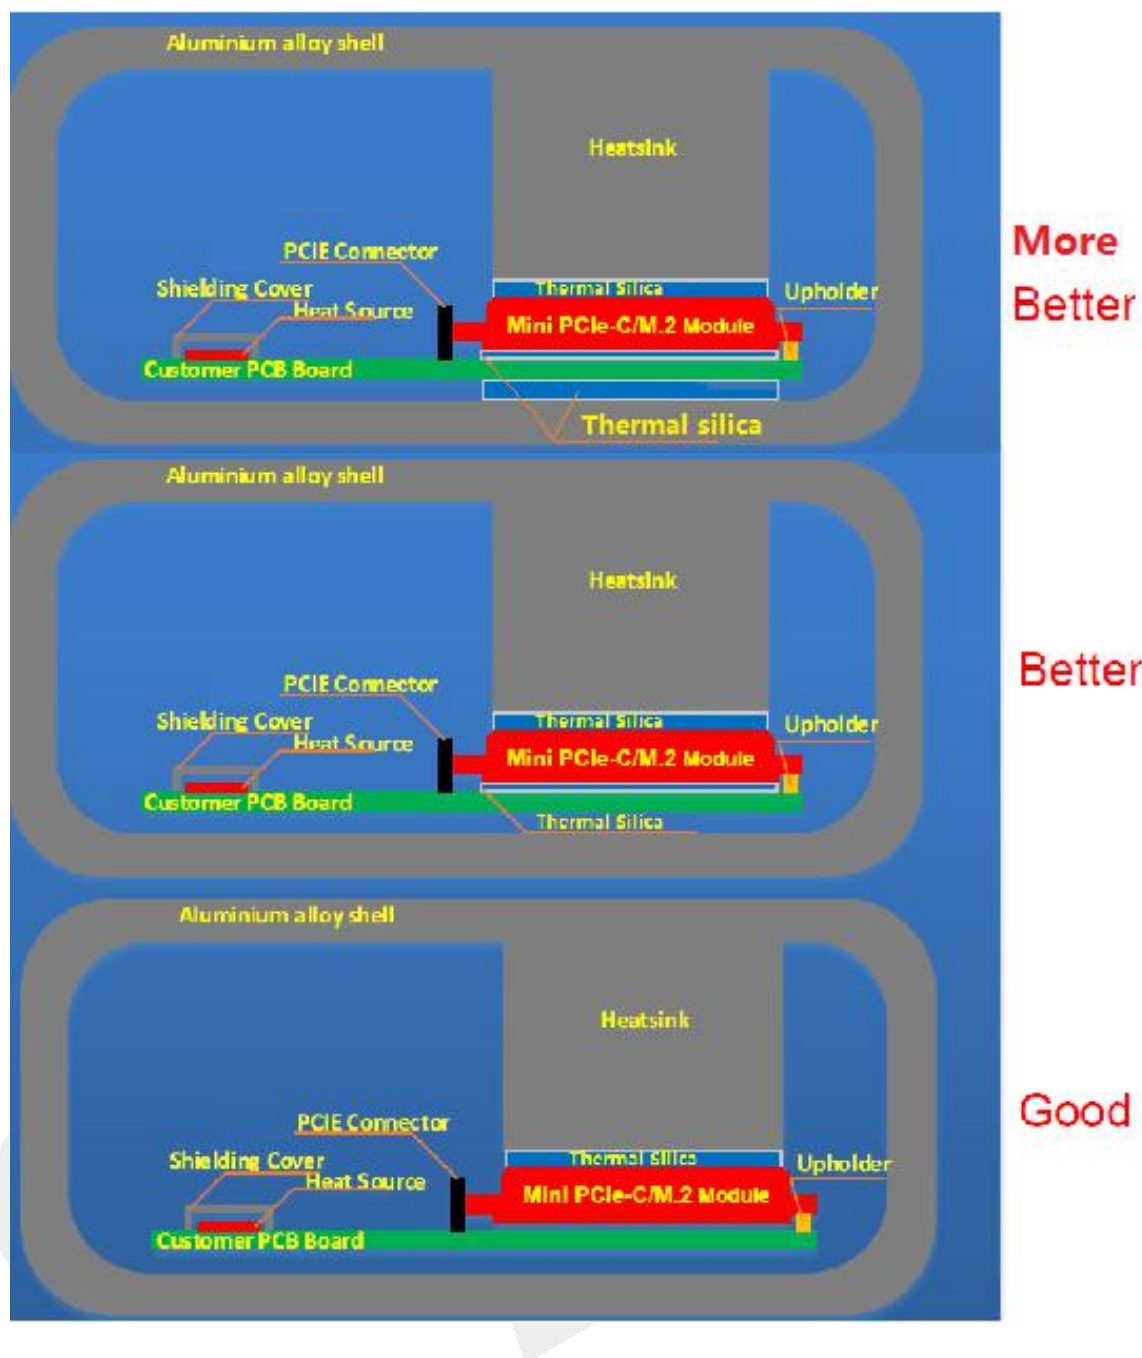 Aluminium alloy shell
Heatsink
PCIE Connector
Shielding Cover
Thermal Silica
Upholder
Heat Source
Mini PCIe-C/M.2 Module
Customer PCB Board
Thermal silica
More
Better
Aluminium alloy shell
Heatsink
PCIE Connector
Shielding Cover
Thermal Silica
Upholder
Heat Source
Mini PCIe-C/M.2 Module
Customer PCB Board
Thermal Silica
Better
Aluminium alloy shell
Heatsink
PCIE Connector
Shielding Cover
Thermal Silica
Upholder
Heat Source
Mini PCIe-C/M.2 Module
Customer PCB Board
Good